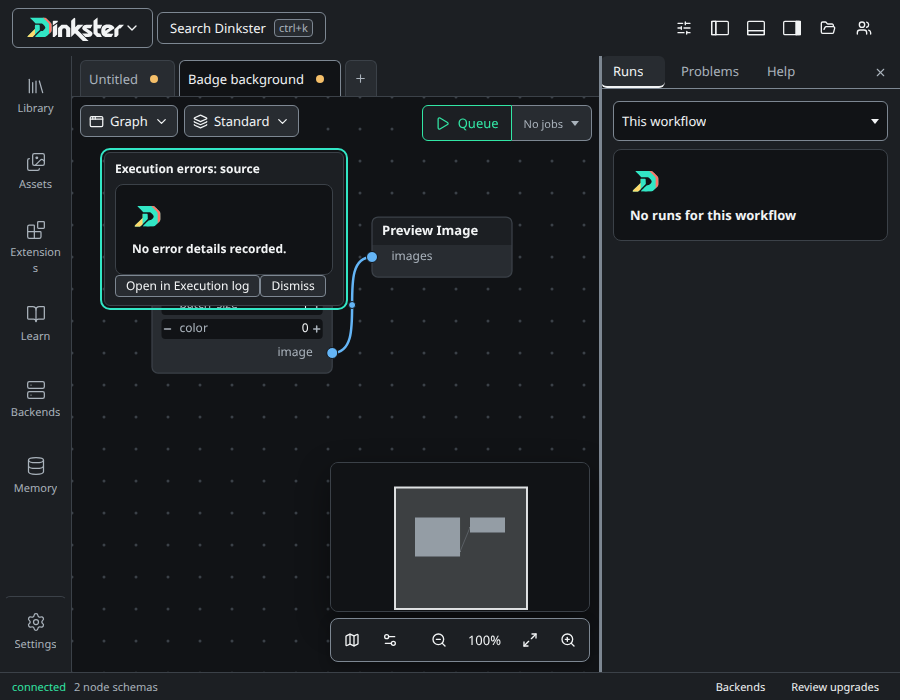 Dinkster
Search Dinkster ctrl+k
Library
Assets
Extension
s
Learn
Backends
Memory
Settings
Untitled
Badge background
+
Graph
Standard
Queue
No jobs
Execution errors: source
No error details recorded.
Open in Execution log
Dismiss
color 0 +
image
Preview Image
images
100%
Runs
Problems
Help
This workflow
No runs for this workflow
connected
2 node schemas
Backends
Review upgrades